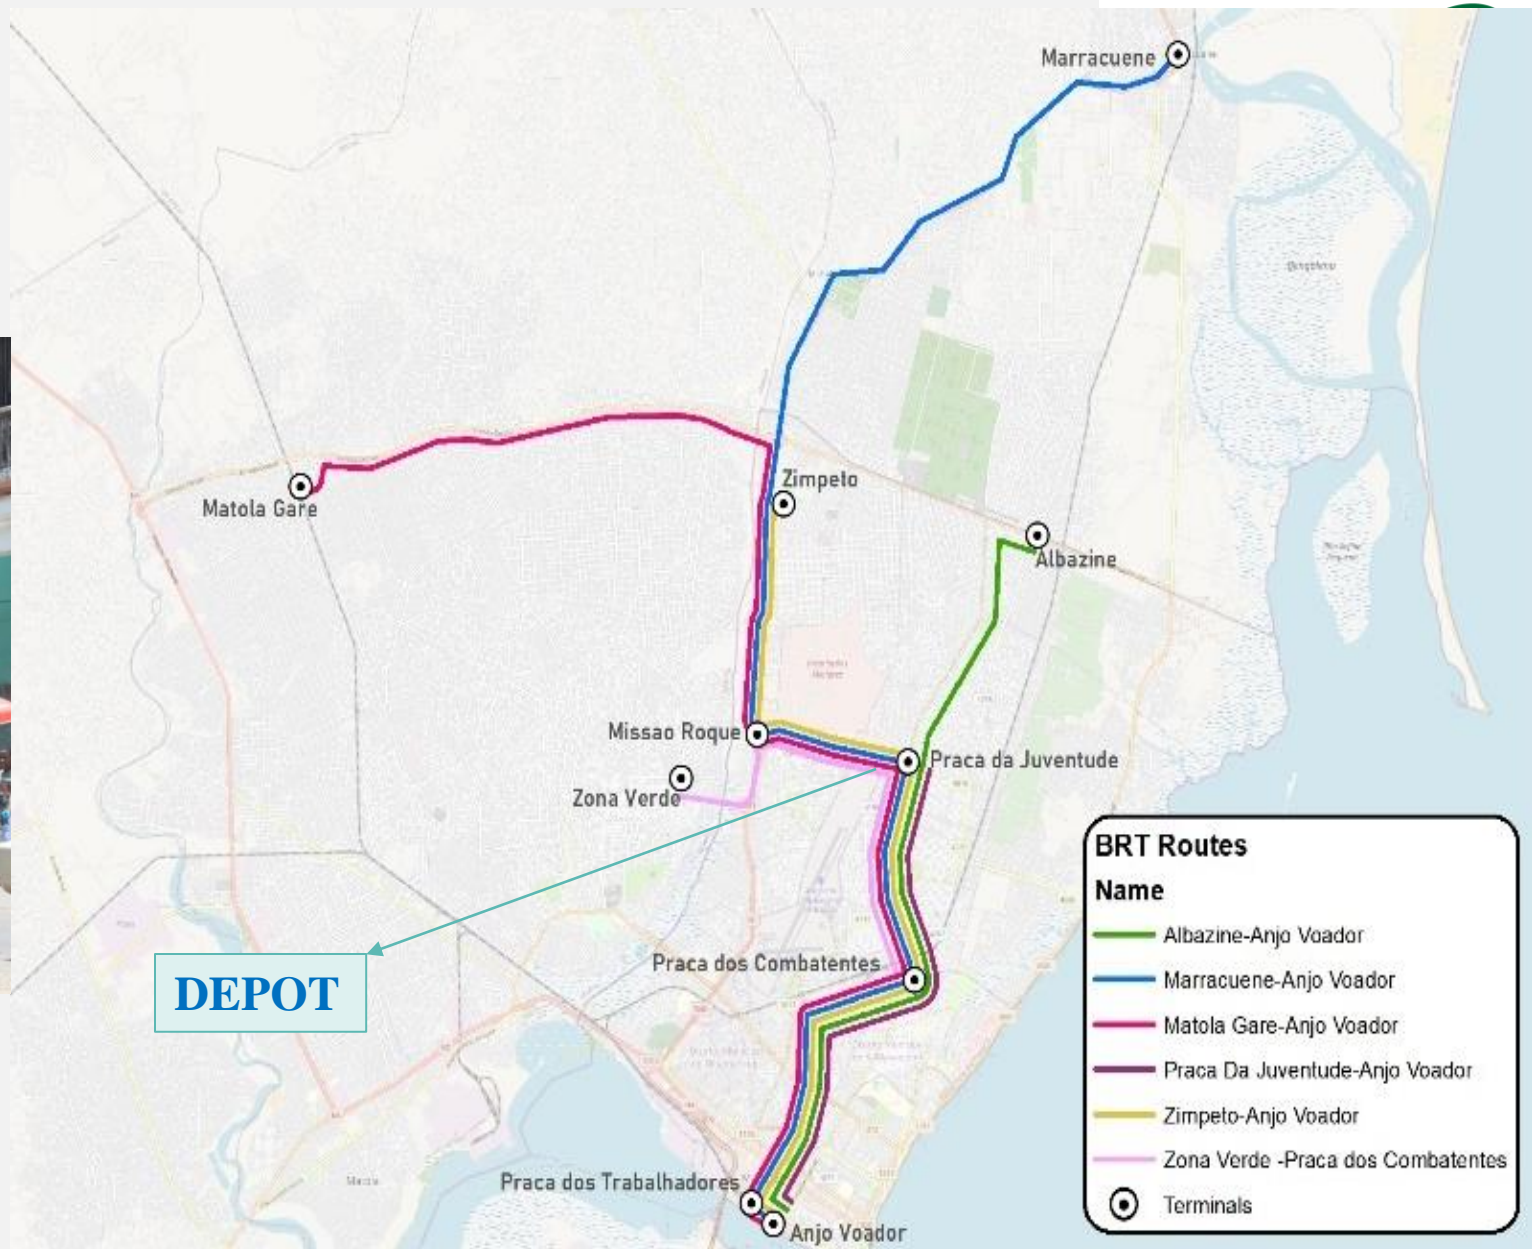 Marracuene
Zimpeto
Matola Gare
Albazine
Missao Roque
Praca da Juventude
Zona Verde
DEPOT
Praca dos Combatentes
Praca dos Trabalhadores
Anjo Voador
Matola
BRT Routes
Name
Albazine-Anjo Voador
Marracuene-Anjo Voador
Matola Gare-Anjo Voador
Praca Da Juventude-Anjo Voador
Zimpeto-Anjo Voador
Zona Verde -Praca dos Combatentes
Terminals